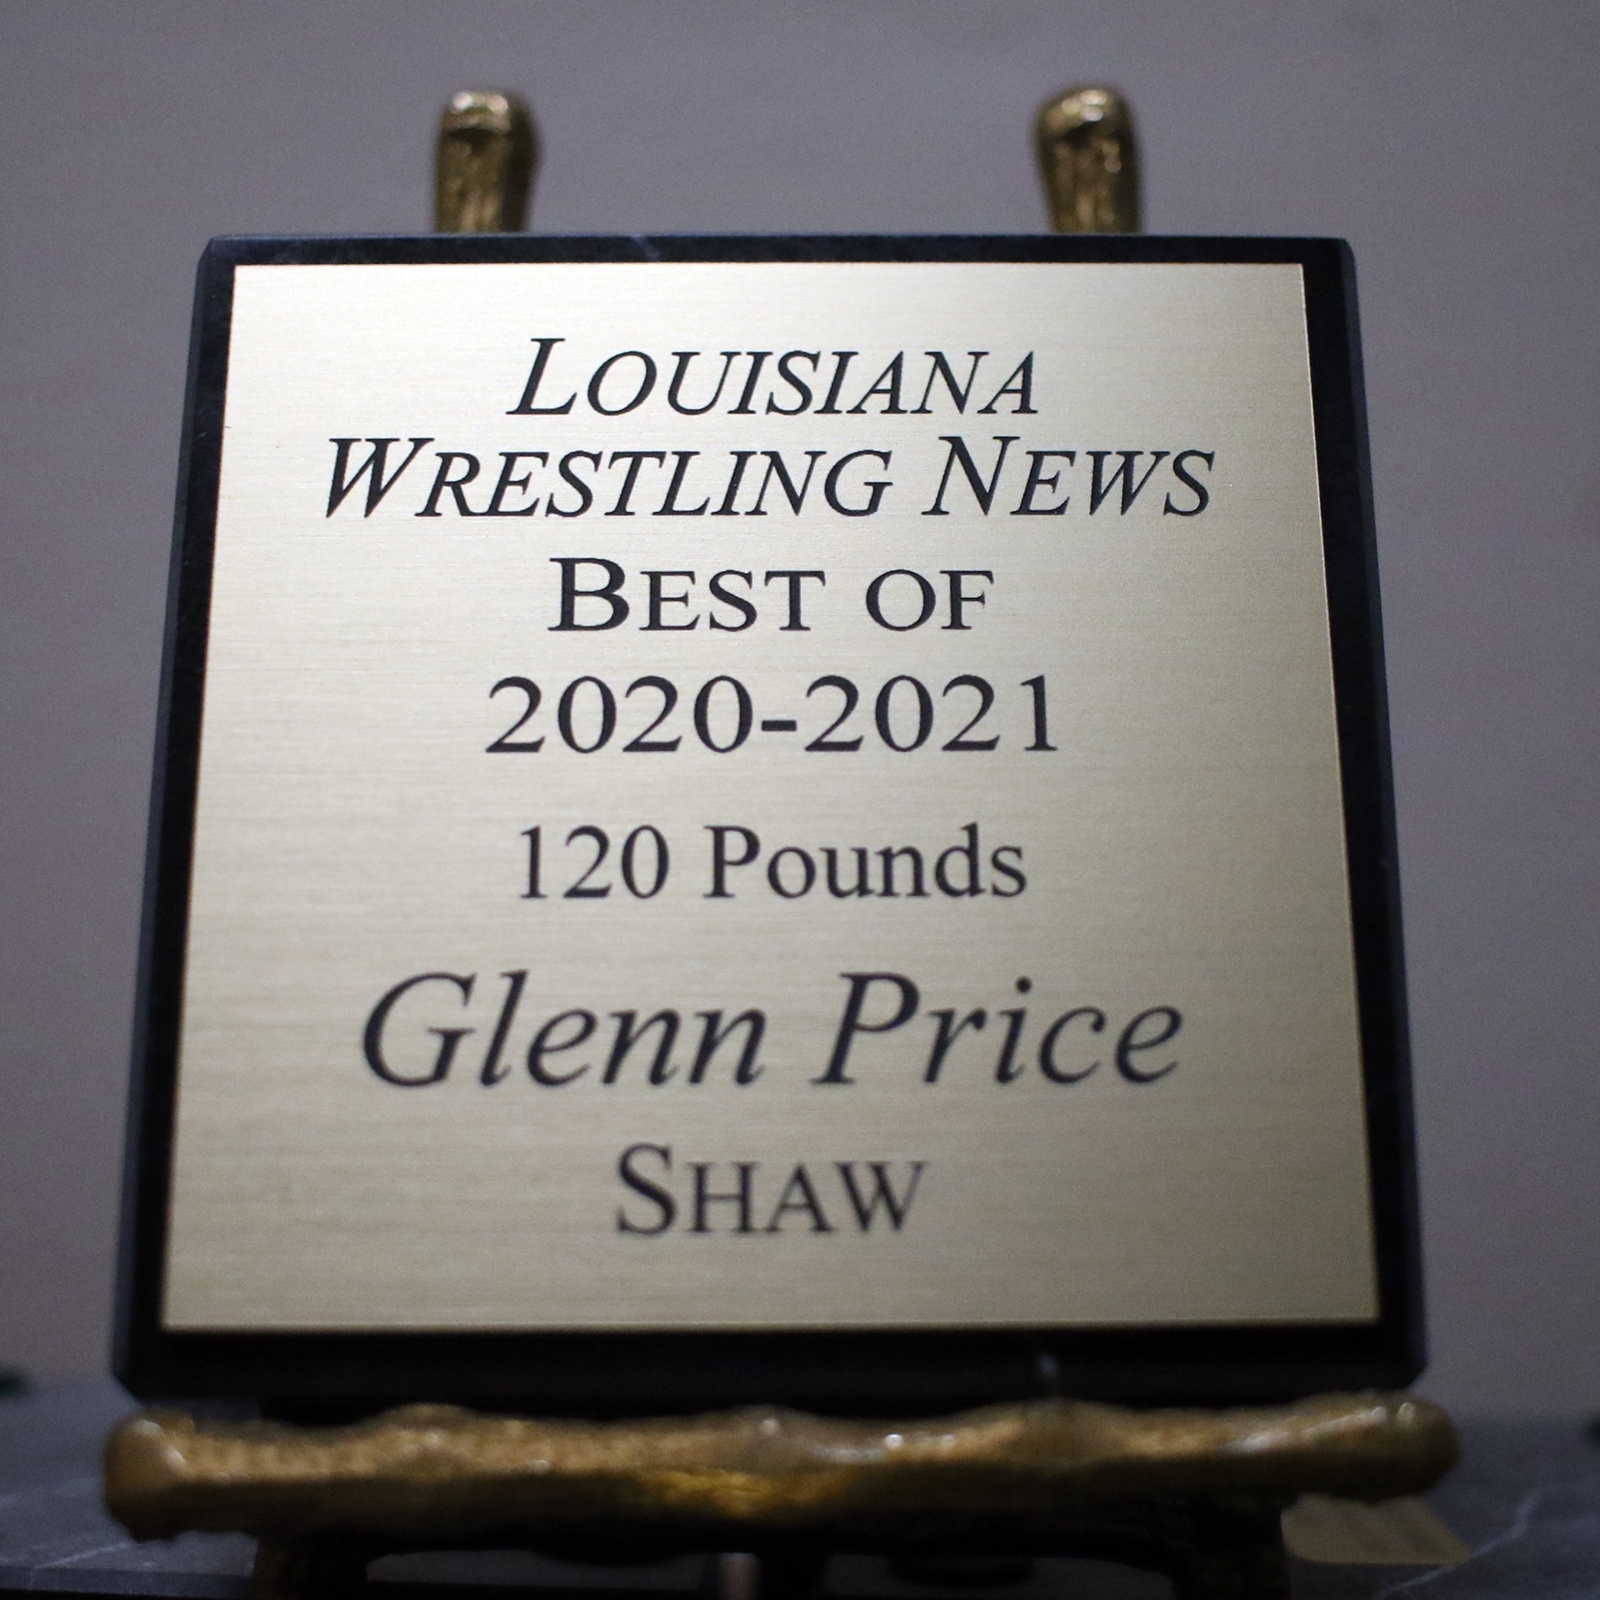 LOUISIANA
WRESTLING NEWS
BEST OF
2020-2021
120 Pounds
Glenn Price
SHAW